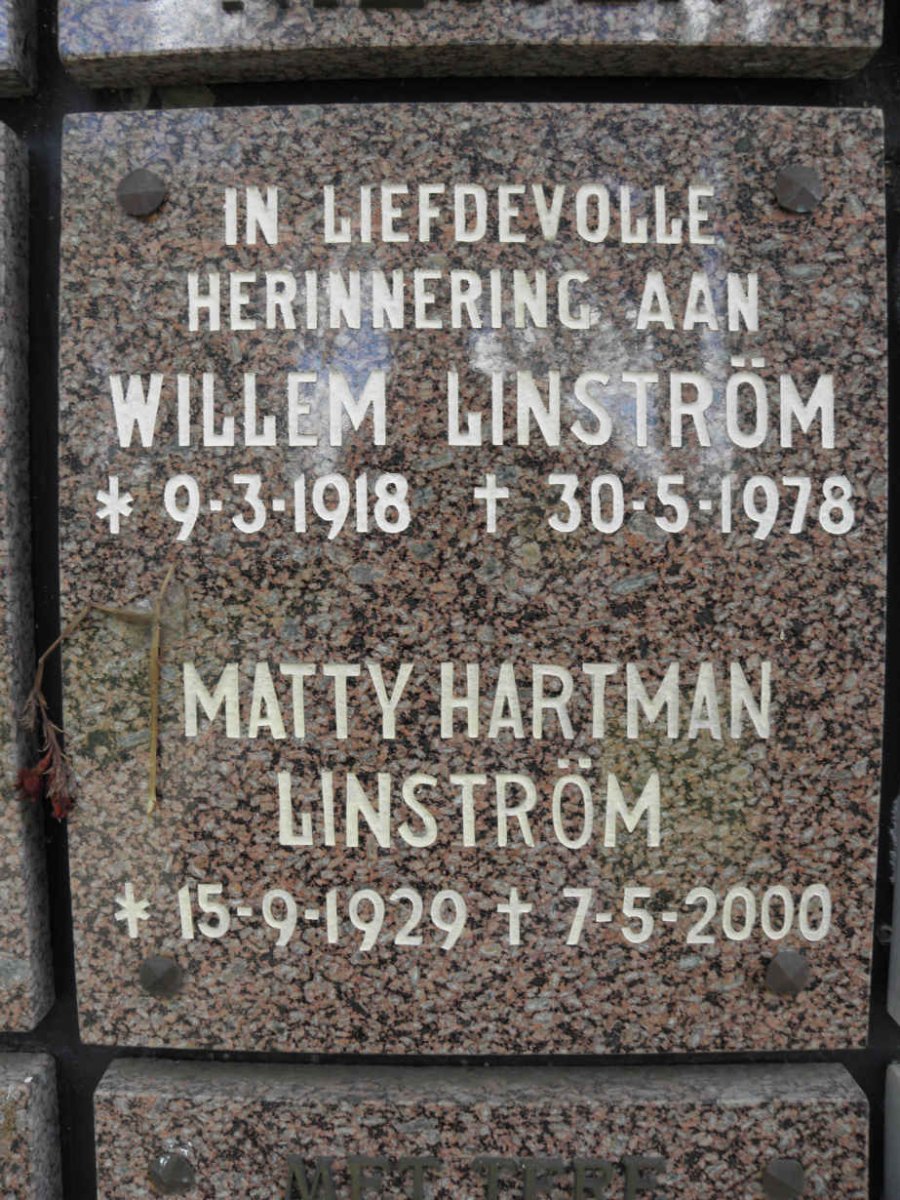 IN LIEFDEVOLLE
HERINNERING AAN
WILLEM LINSTRÖM
* 9-3-1918 † 30-5-1978
MATTY HARTMAN
LINSTRÖM
* 15-9-1929 † 7-5-2000
MET